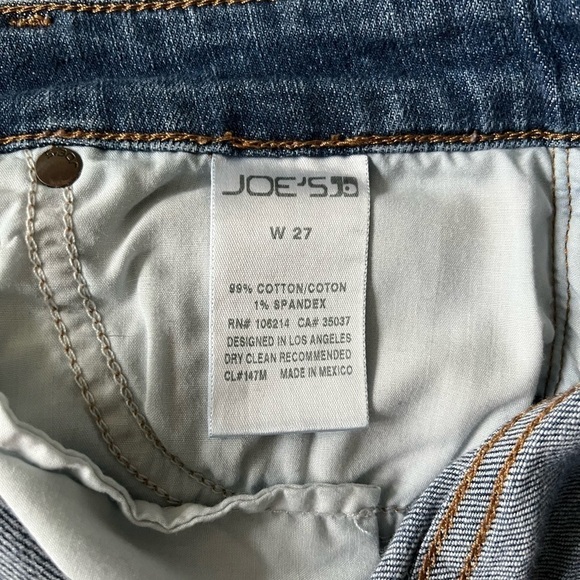 JOE'S
W 27
99% COTTON/COTON
1% SPANDEX
RN# 106214 CA# 35037
DESIGNED IN LOS ANGELES
DRY CLEAN RECOMMENDED
CL#147M MADE IN MEXICO